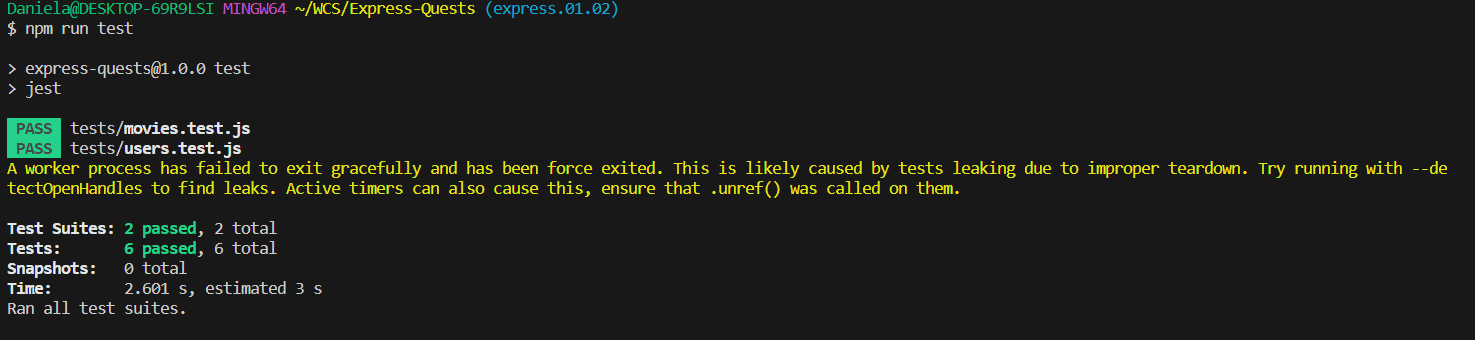 Daniela@DESKTOP-69R9LSI MINGW64 ~/WCS/Express-Quests (express.01.02)
$ npm run test
> express-quests@1.0.0 test
> jest
PASS tests/movies.test.js
PASS tests/users.test.js
A worker process has failed to exit gracefully and has been force exited. This is likely caused by tests leaking due to improper teardown. Try running with --de
tectOpenHandles to find leaks. Active timers can also cause this, ensure that .unref() was called on them.
Test Suites: 2 passed, 2 total
Tests: 6 passed, 6 total
Snapshots: 0 total
Time: 2.601 s, estimated 3 s
Ran all test suites.